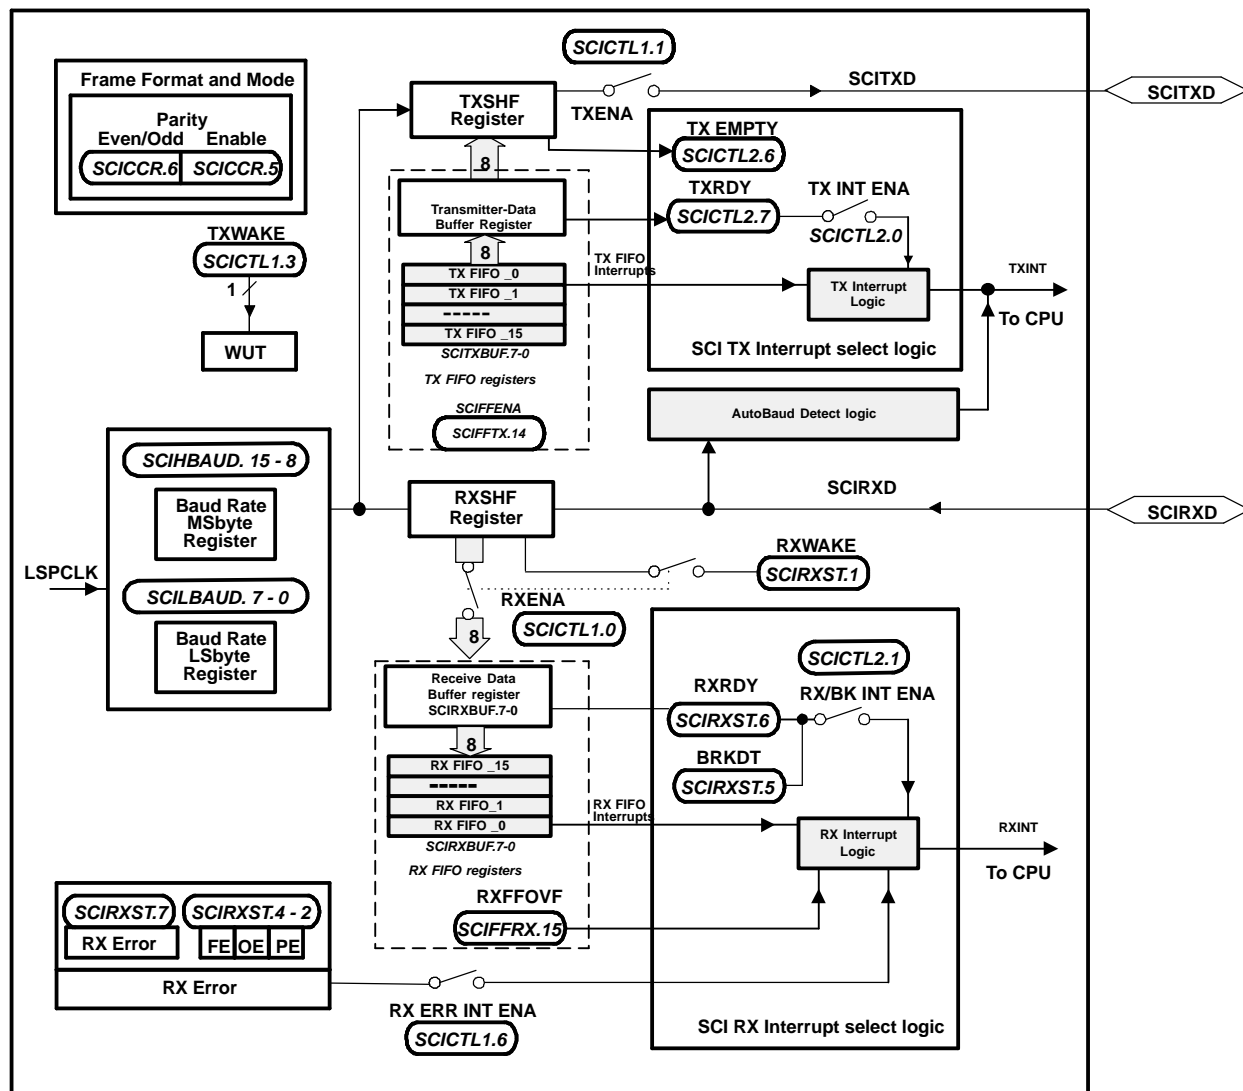 SCICTL1.1
Frame Format and Mode
Parity
Even/Odd Enable
SCICCR.6 SCICCR.5
TXSHF
Register
TXENA
SCITXD
SCITXD
8
TX EMPTY
SCICTL2.6
TXRDY
SCICTL2.7
TX INT ENA
SCICTL2.0
Transmitter-Data
Buffer Register
8
TX FIFO _0
TX FIFO _1
-----
TX FIFO _15
SCITXBUF.7-0
TX FIFO registers
SCIFFENA
SCIFFTX.14
TX FIFO
Interrupts
TX Interrupt
Logic
TXINT
To CPU
SCI TX Interrupt select logic
TXWAKE
SCICTL1.3
1
WUT
AutoBaud Detect logic
LSPCLK
SCIHBAUD. 15 - 8
Baud Rate
MSbyte
Register
SCILBAUD. 7 - 0
Baud Rate
LSbyte
Register
RXSHF
Register
SCIRXD
SCIRXD
RXWAKE
SCIRXST.1
RXENA
SCICTL1.0
8
Receive Data
Buffer register
SCIRXBUF.7-0
8
RX FIFO _15
-----
RX FIFO_1
RX FIFO _0
SCIRXBUF.7-0
RX FIFO registers
RX FIFO
Interrupts
SCICTL2.1
RXRDY
RX/BK INT ENA
SCIRXST.6
BRKDT
SCIRXST.5
RX Interrupt
Logic
RXINT
To CPU
RXFFOVF
SCIFFRX.15
SCIRXST.7 SCIRXST.4 - 2
RX Error FE OE PE
RX Error
RX ERR INT ENA
SCICTL1.6
SCI RX Interrupt select logic